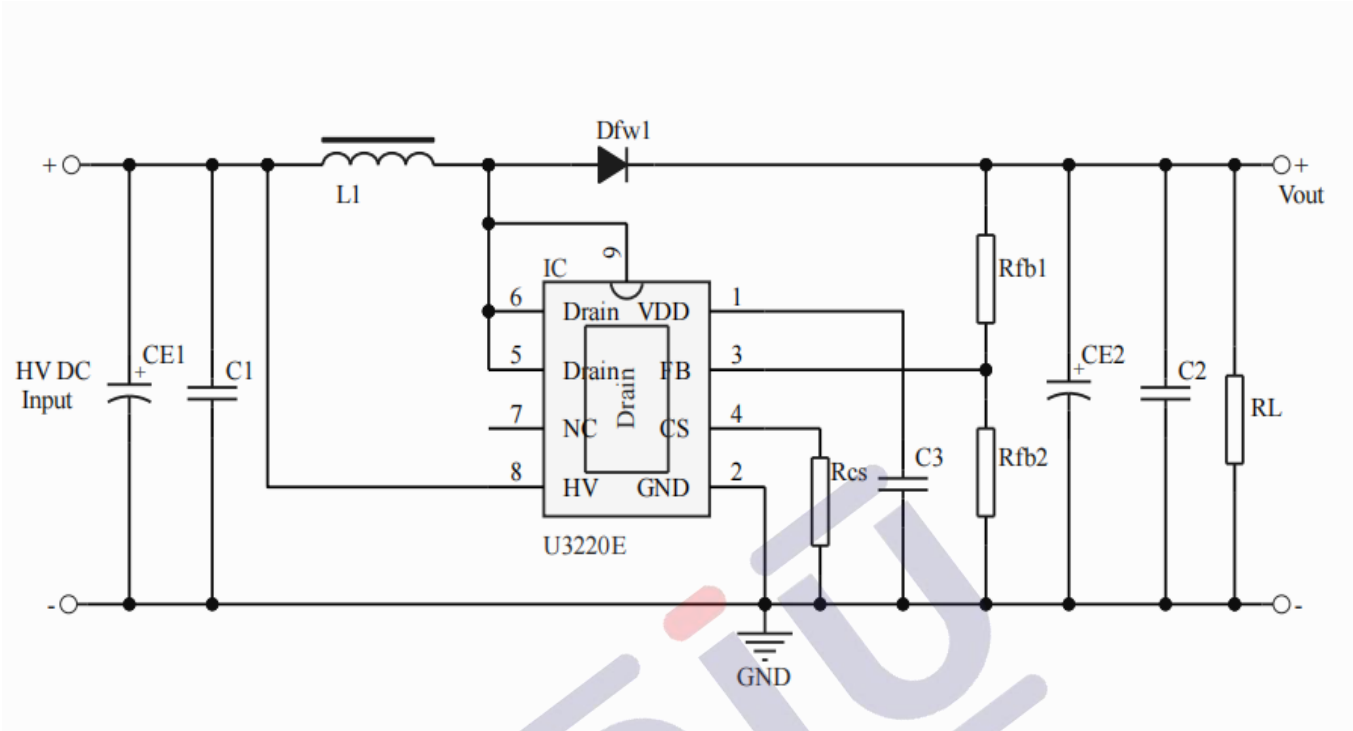 Dfw1
+
+
L1
Vout
9
IC
Rfb1
6
Drain
VDD
1
HV DC
Input
CE1
+
C1
5
Drain
FB
3
CE2
+
C2
Drain
RL
7
NC
CS
4
8
HV
GND
2
Rcs
C3
Rfb2
U3220E
-
-
GND